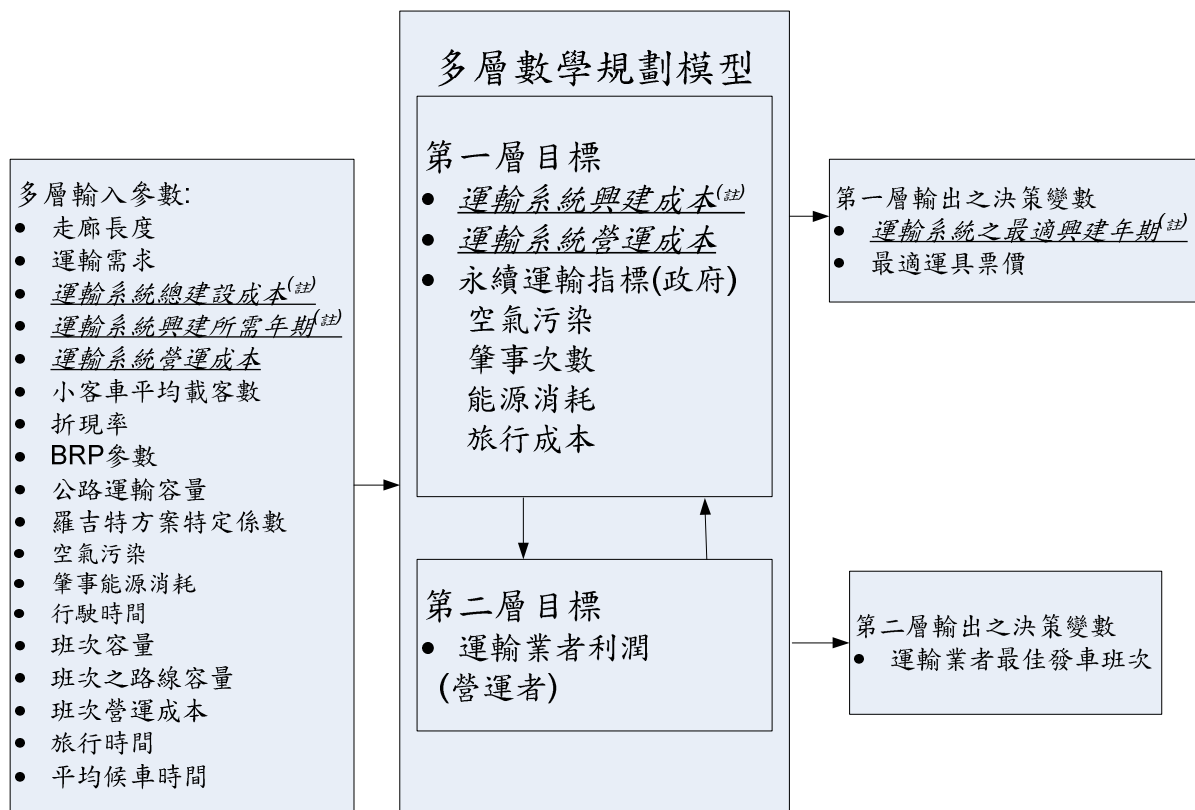 多層數學規劃模型
第一層目標
• 運輸系統興建成本(註)
• 運輸系統營運成本
• 永續運輸指標(政府)
空氣污染
肇事次數
能源消耗
旅行成本
第二層目標
• 運輸業者利潤
(營運者)
多層輸入參數:
• 走廊長度
• 運輸需求
• 運輸系統總建設成本(註)
• 運輸系統興建所需年期(註)
• 運輸系統營運成本
• 小客車平均載客數
• 折現率
• BRP參數
• 公路運輸容量
• 羅吉特方案特定係數
• 空氣污染
• 肇事能源消耗
• 行駛時間
• 班次容量
• 班次之路線容量
• 班次營運成本
• 旅行時間
• 平均候車時間
第一層輸出之決策變數
• 運輸系統之最適興建年期(註)
• 最適運具票價
第二層輸出之決策變數
• 運輸業者最佳發車班次